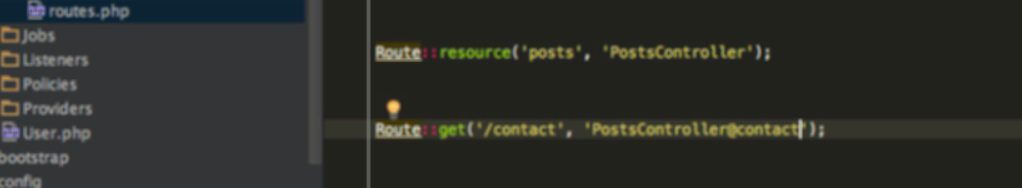 routes.php
Jobs
Listeners
Policies
Providers
User.php
bootstrap
config
Route::resource('posts', 'PostsController');
Route::get('/contact', 'PostsController@contact');